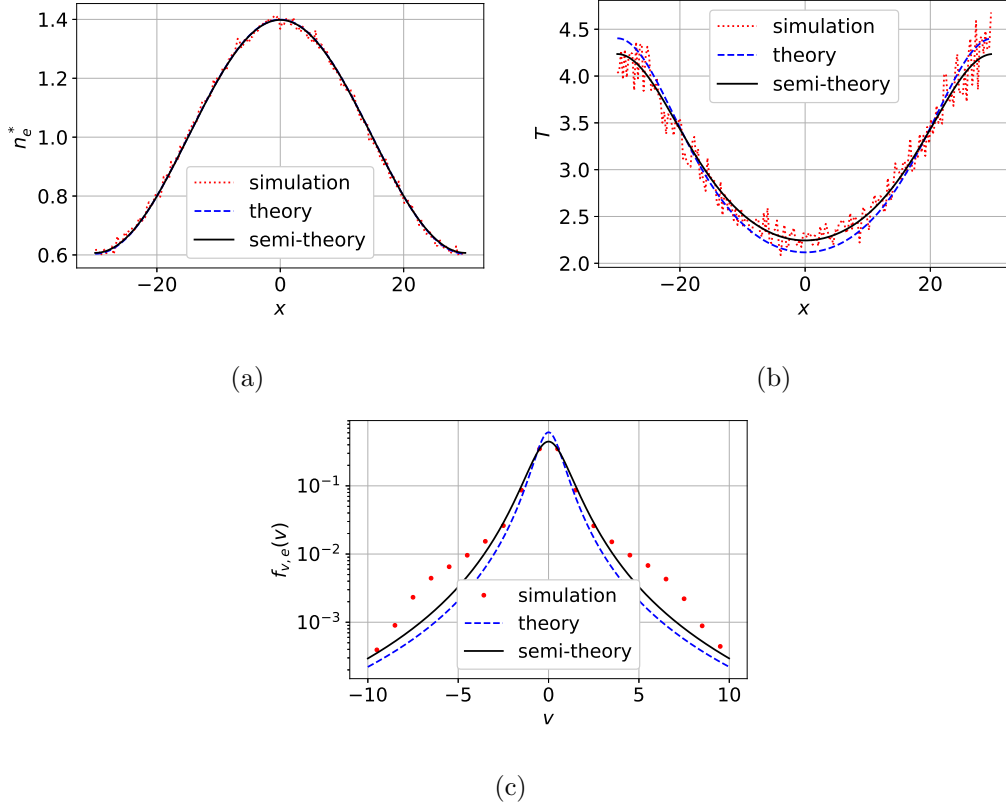 1.4
1.2
1.0
0.8
0.6
n_e^*
simulation
theory
semi-theory
−20
0
20
x
(a)
4.5
4.0
3.5
3.0
2.5
2.0
T
simulation
theory
semi-theory
−20
0
20
x
(b)
10^{-1}
10^{-2}
10^{-3}
f_{v,e}(v)
simulation
theory
semi-theory
−10
−5
0
5
10
v
(c)